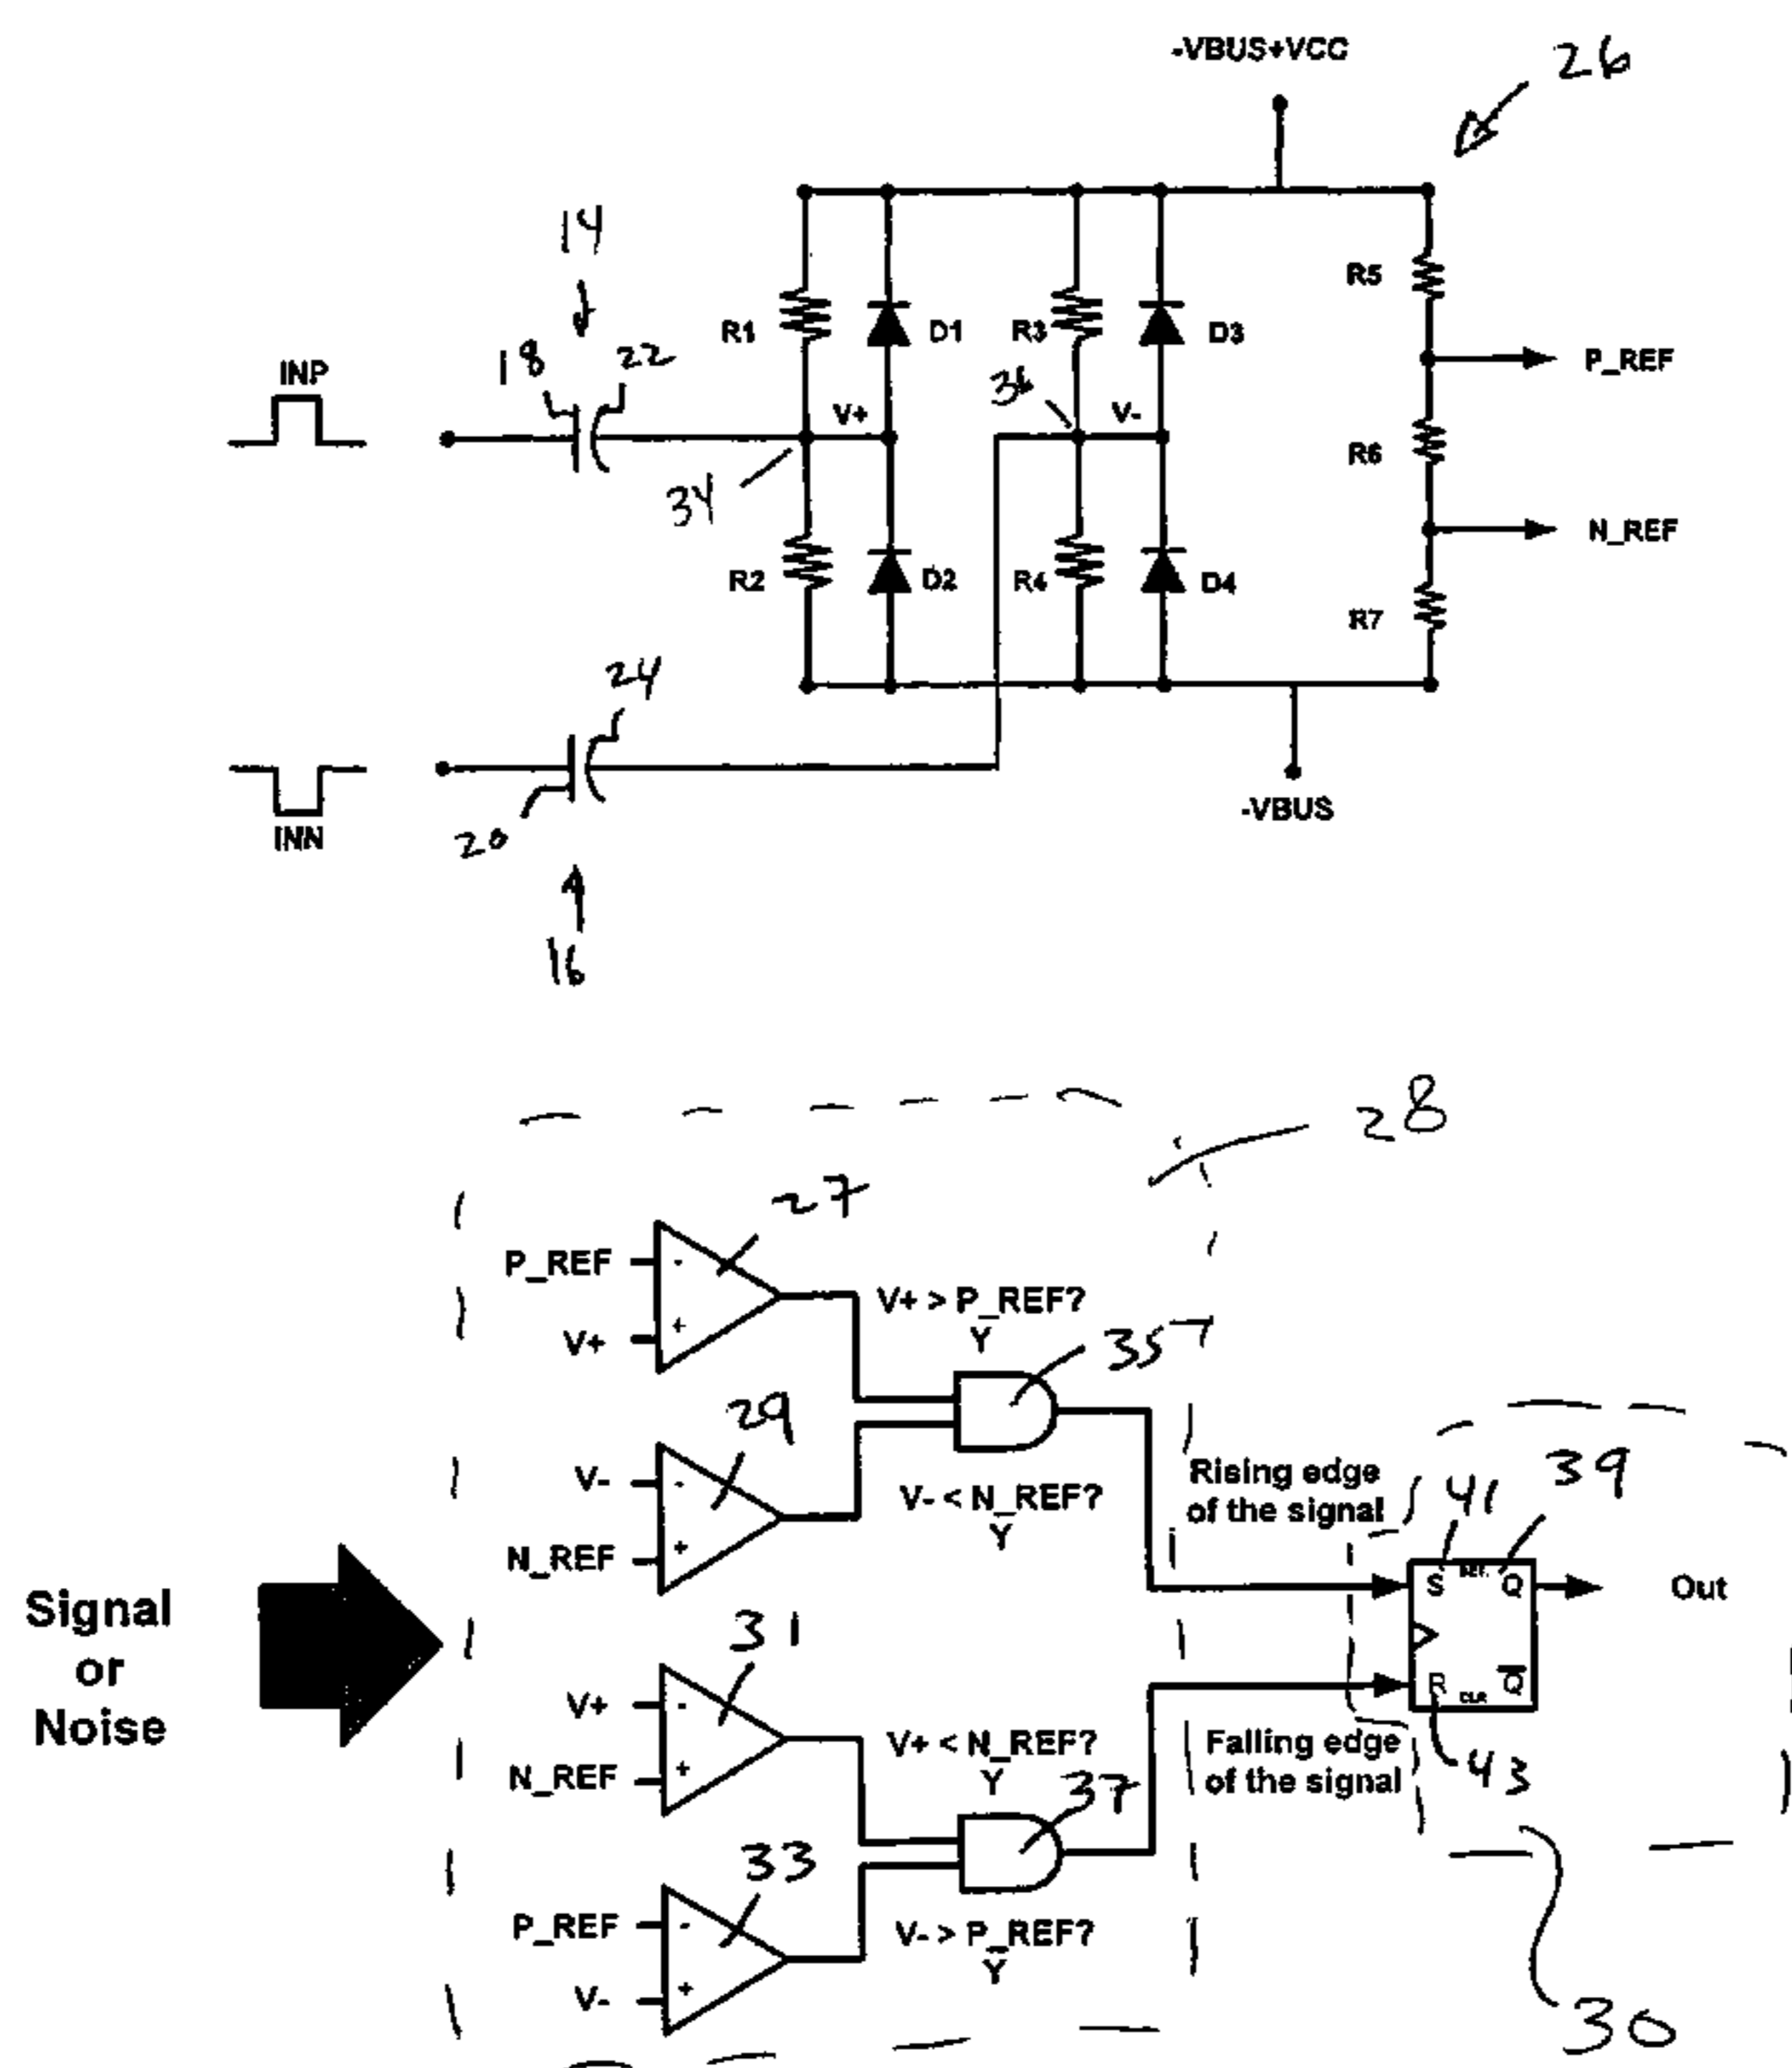 -VBUS+VCC
26
14
R5
18
22
R1
D1
R3
D3
INP
P_REF
36
V+
V-
R6
34
N_REF
R2
D2
R4
D4
R7
24
INN
20
-VBUS
16
28
27
P_REF
-
V+ > P_REF?
V+
+
Y
35
29
V-
-
Rising edge
of the signal
41
39
V- < N_REF?
Y
N_REF
+
S
Q
Out
Signal
or
Noise
31
V+
-
R
CLR
Q
V+ < N_REF?
Y
Falling edge
of the signal
43
N_REF
+
37
33
P_REF
-
V- > P_REF?
Y
V-
+
30